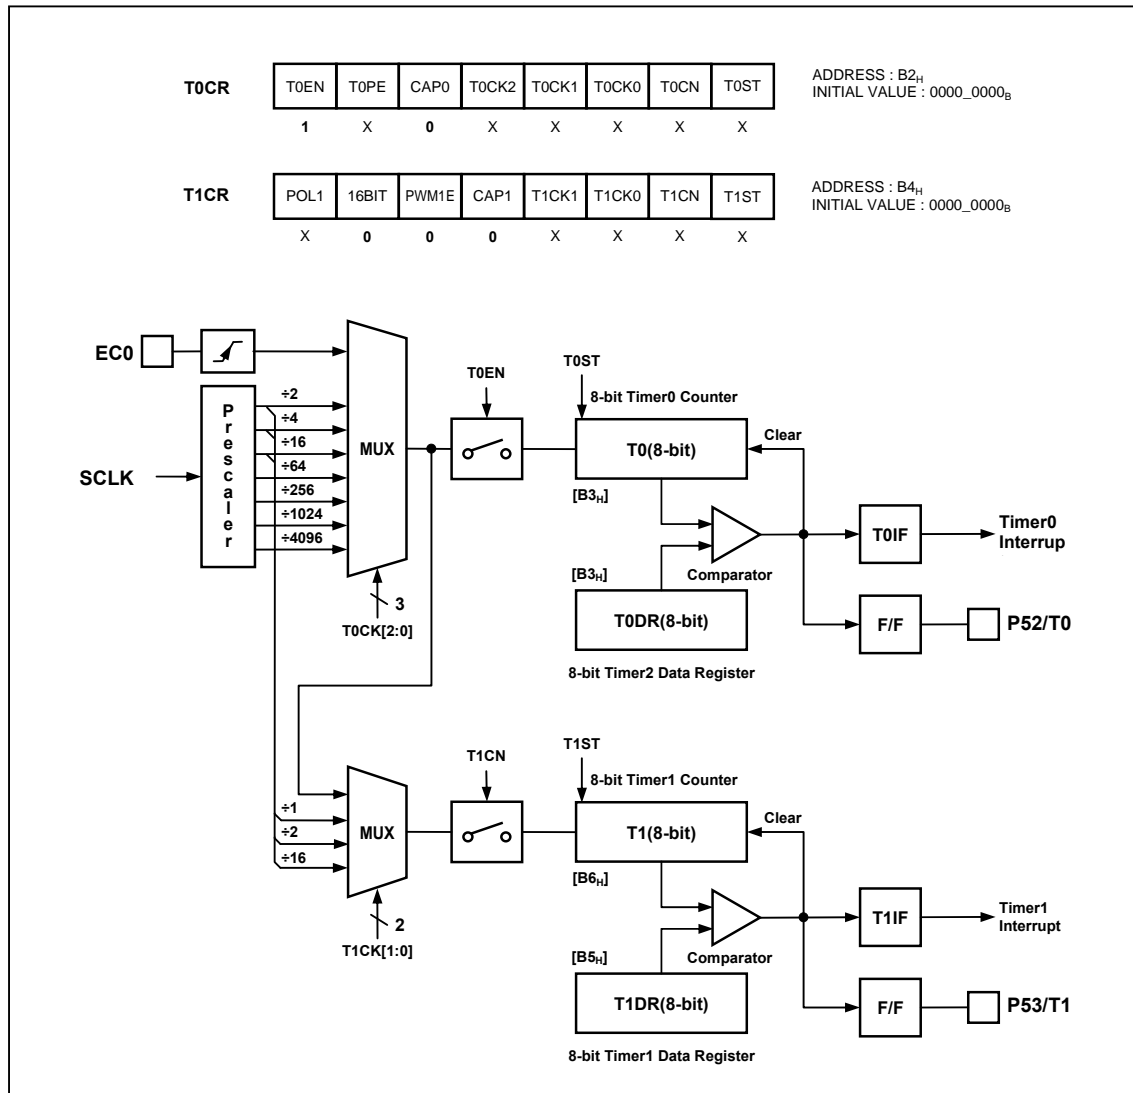 T0CR T0EN T0PE CAP0 T0CK2 T0CK1 T0CK0 T0CN T0ST
ADDRESS : B2H
INITIAL VALUE : 0000_0000B
1 X 0 X X X X X
T1CR POL1 16BIT PWM1E CAP1 T1CK1 T1CK0 T1CN T1ST
ADDRESS : B4H
INITIAL VALUE : 0000_0000B
X 0 0 0 X X X X
EC0
SCLK
Prescaler
÷2
÷4
÷16
÷64
÷256
÷1024
÷4096
MUX
3
T0CK[2:0]
T0EN
T0ST
8-bit Timer0 Counter
T0(8-bit)
Clear
[B3H]
Comparator
[B3H]
T0DR(8-bit)
8-bit Timer2 Data Register
T0IF
Timer0
Interrup
F/F
P52/T0
÷1
÷2
÷16
MUX
2
T1CK[1:0]
T1CN
T1ST
8-bit Timer1 Counter
T1(8-bit)
Clear
[B6H]
Comparator
[B5H]
T1DR(8-bit)
8-bit Timer1 Data Register
T1IF
Timer1
Interrupt
F/F
P53/T1